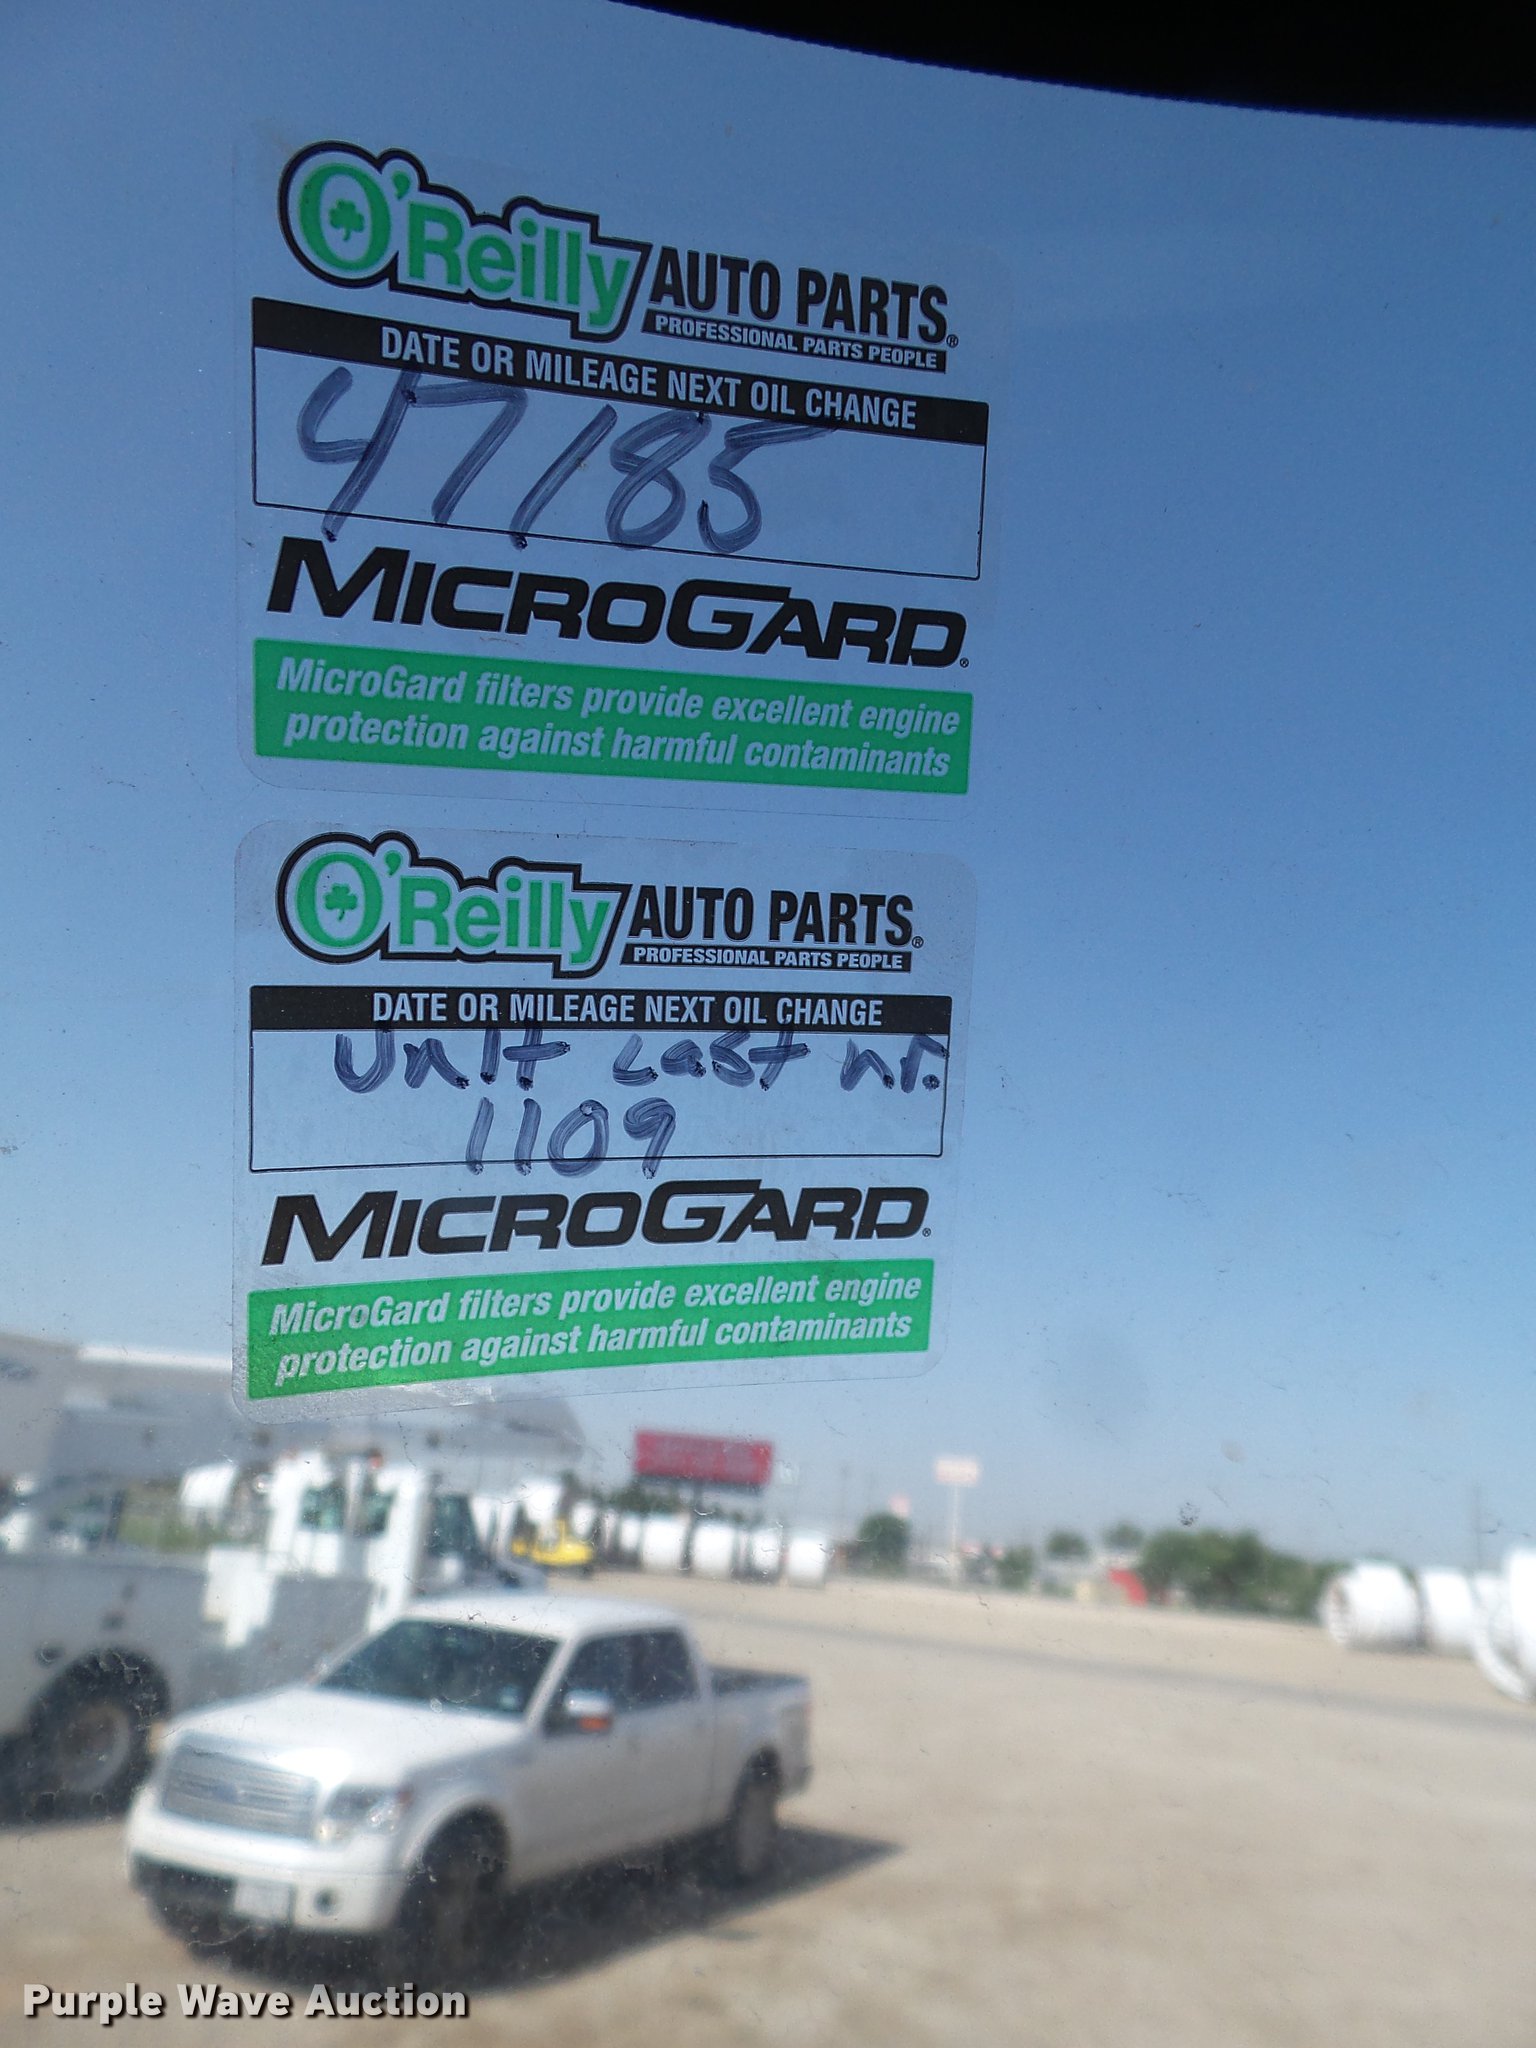 O'Reilly AUTO PARTS®
PROFESSIONAL PARTS PEOPLE
DATE OR MILEAGE NEXT OIL CHANGE
47185
MICROGARD®
MicroGard filters provide excellent engine
protection against harmful contaminants
O'Reilly AUTO PARTS®
PROFESSIONAL PARTS PEOPLE
DATE OR MILEAGE NEXT OIL CHANGE
Unit Last nr.
1109
MICROGARD®
MicroGard filters provide excellent engine
protection against harmful contaminants
Purple Wave Auction